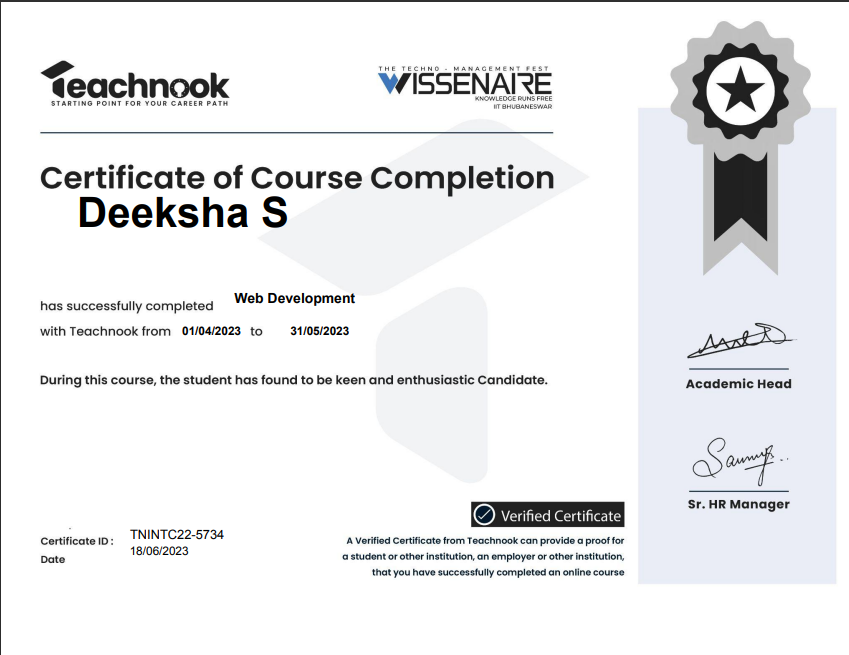 Teachnook
STARTING POINT FOR YOUR CAREER PATH
THE TECHNO - MANAGEMENT FEST
WISSENAIRE
KNOWLEDGE RUNS FREE
IIT BHUBANESWAR
Certificate of Course Completion
Deeksha S
has successfully completed Web Development
with Teachnook from 01/04/2023 to 31/05/2023
During this course, the student has found to be keen and enthusiastic Candidate.
Academic Head
Sr. HR Manager
Verified Certificate
Certificate ID : TNINTC22-5734
Date 18/06/2023
A Verified Certificate from Teachnook can provide a proof for
a student or other institution, an employer or other institution,
that you have successfully completed an online course